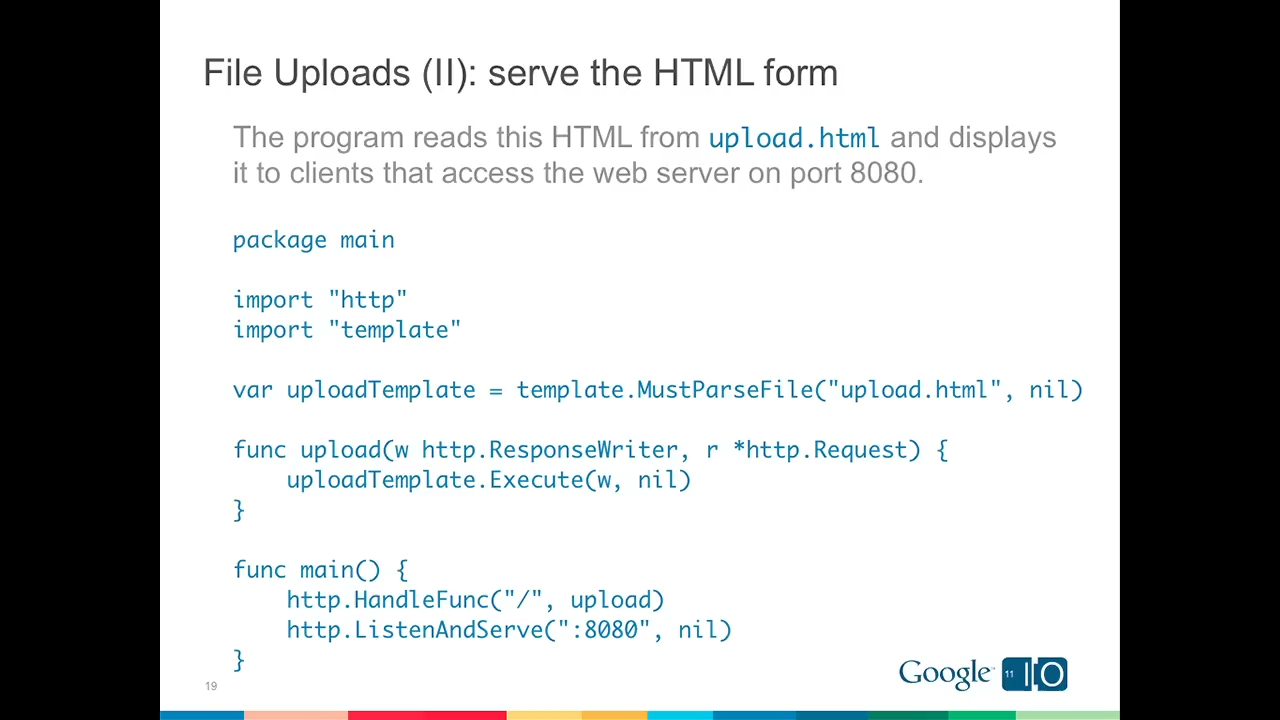 File Uploads (II): serve the HTML form
The program reads this HTML from upload.html and displays
it to clients that access the web server on port 8080.
package main
import "http"
import "template"
var uploadTemplate = template.MustParseFile("upload.html", nil)
func upload(w http.ResponseWriter, r *http.Request) {
    uploadTemplate.Execute(w, nil)
}
func main() {
    http.HandleFunc("/", upload)
    http.ListenAndServe(":8080", nil)
}
19
Google 11 IO